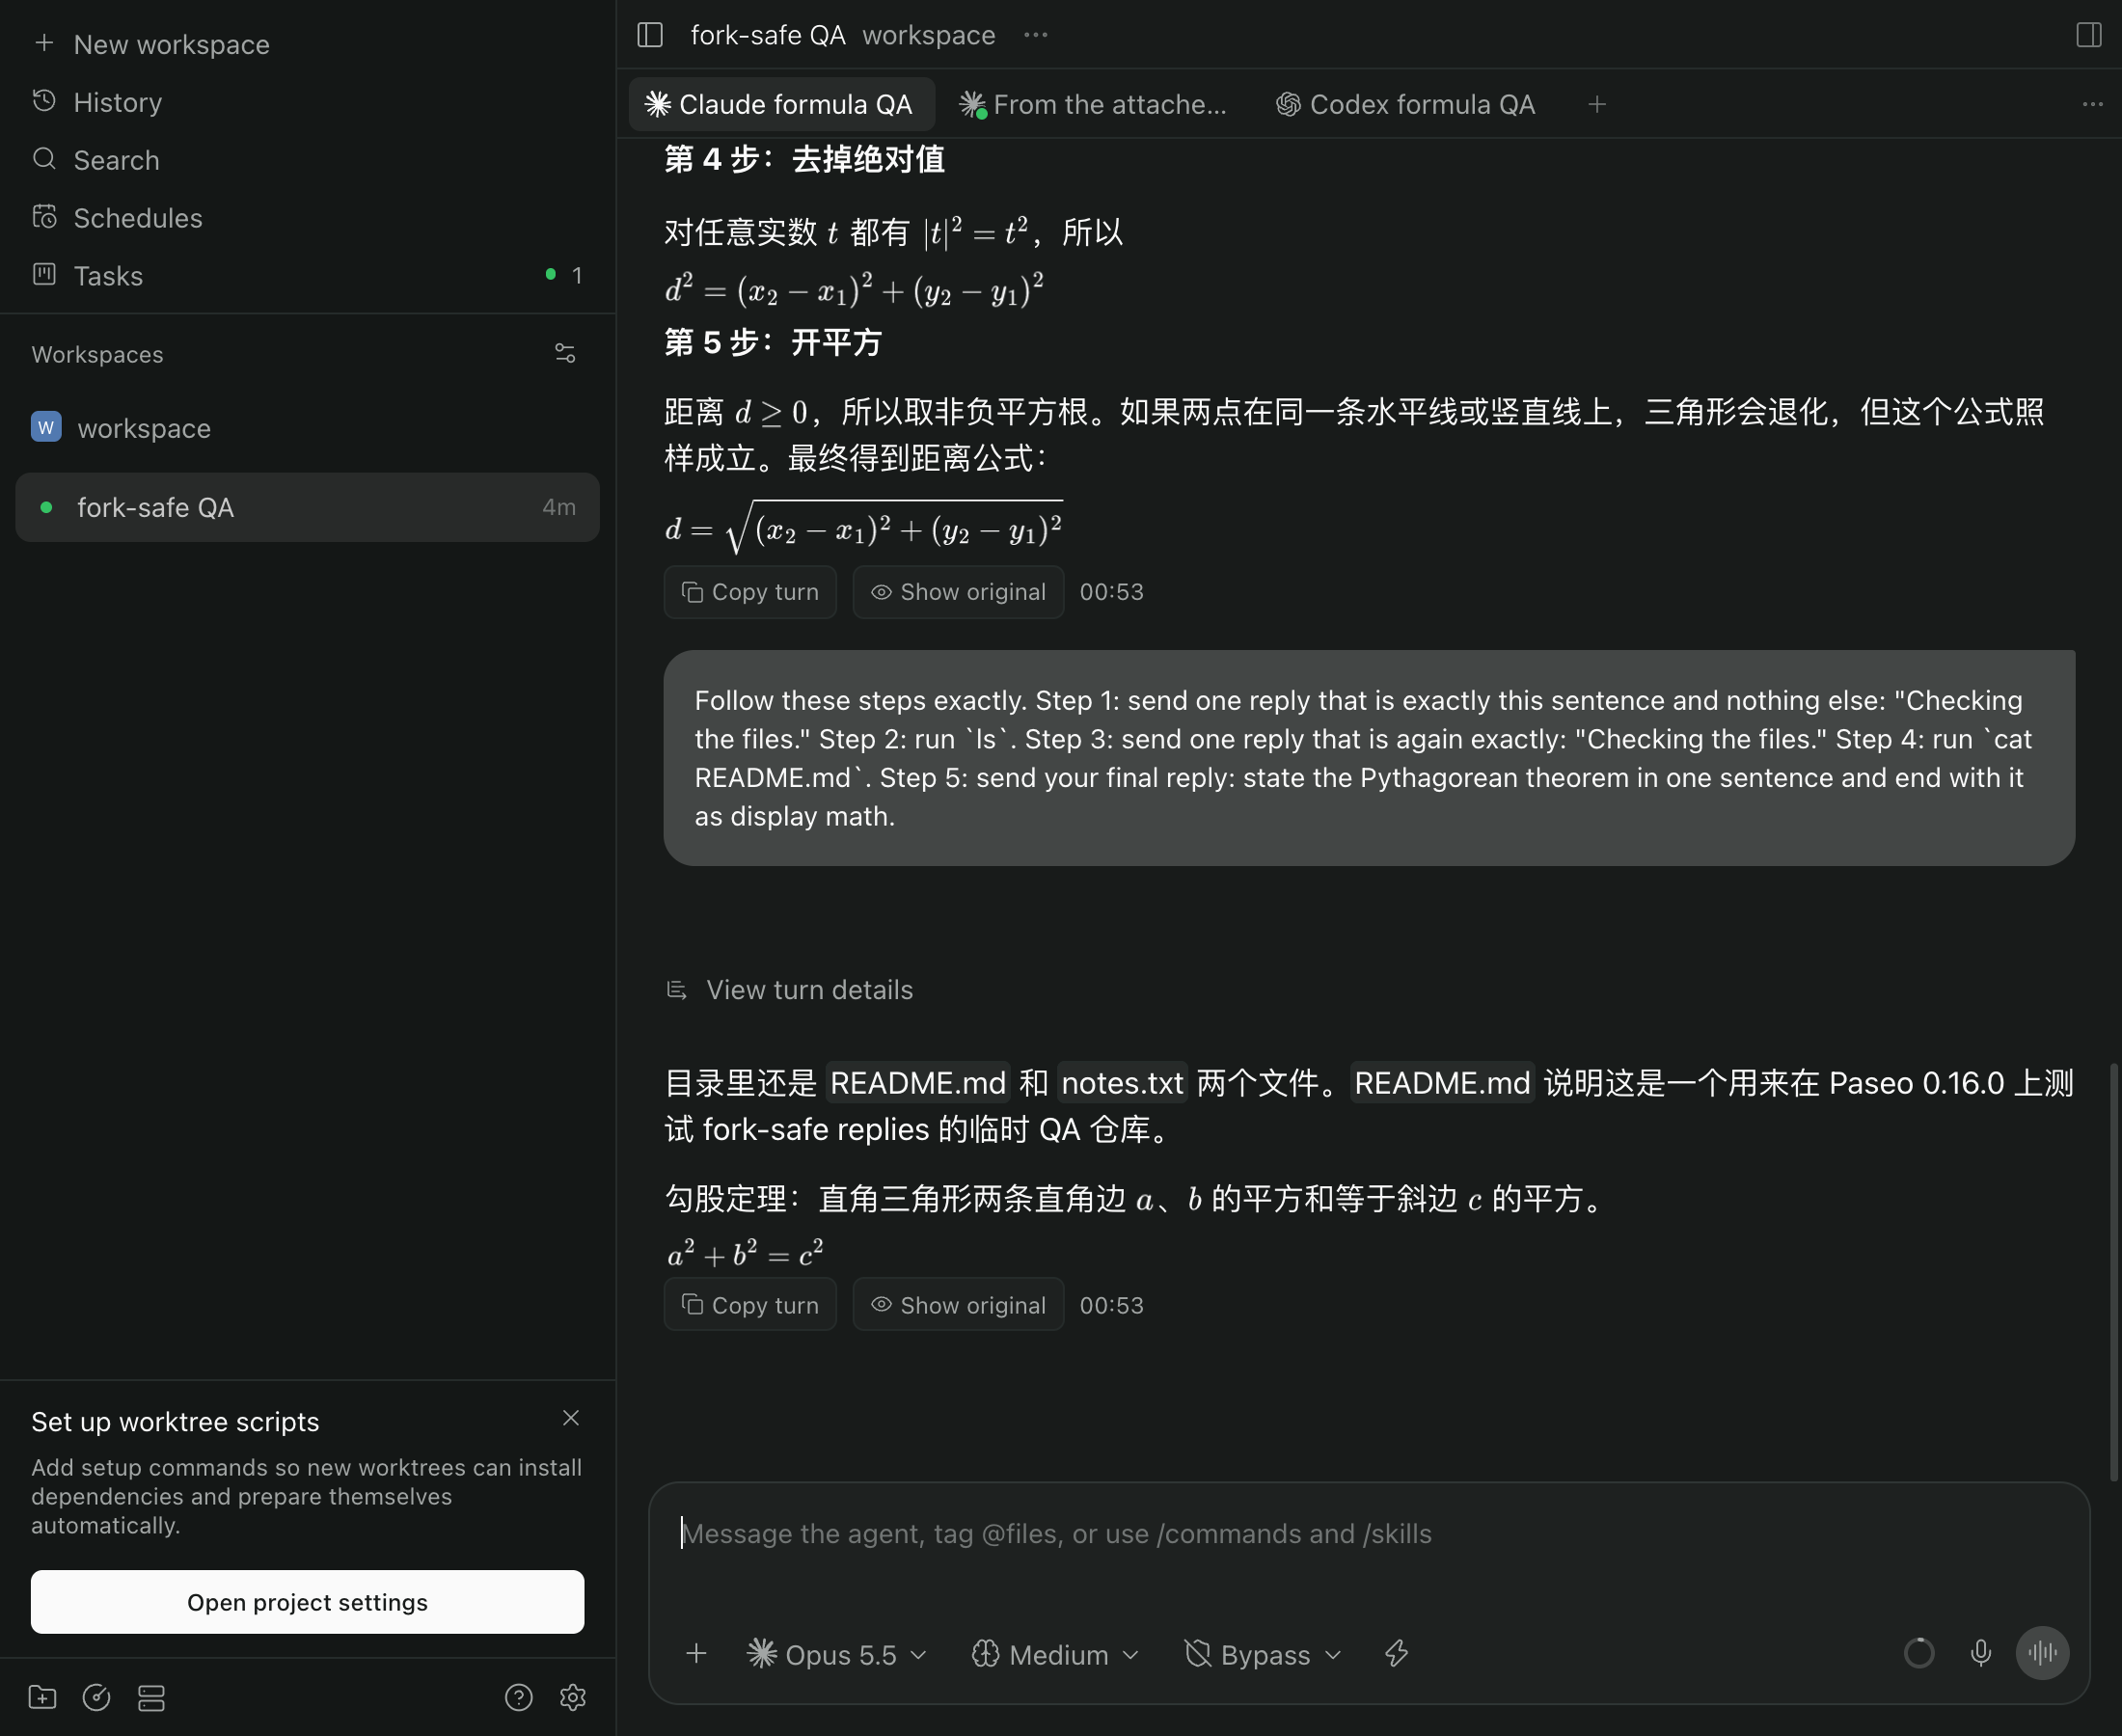 New workspace
History
Search
Schedules
Tasks
1
Workspaces
W
workspace
fork-safe QA
4m
Set up worktree scripts
Add setup commands so new worktrees can install
dependencies and prepare themselves
automatically.
Open project settings
fork-safe QA workspace
Claude formula QA
From the attache...
Codex formula QA
第 4 步：去掉绝对值
对任意实数 t 都有 |t|² = t²，所以
d² = (x₂ − x₁)² + (y₂ − y₁)²
第 5 步：开平方
距离 d ≥ 0，所以取非负平方根。如果两点在同一条水平线或竖直线上，三角形会退化，但这个公式照
样成立。最终得到距离公式：
d = √(x₂ − x₁)² + (y₂ − y₁)²
Copy turn
Show original
00:53
Follow these steps exactly. Step 1: send one reply that is exactly this sentence and nothing else: "Checking
the files." Step 2: run `ls`. Step 3: send one reply that is again exactly: "Checking the files." Step 4: run `cat
README.md`. Step 5: send your final reply: state the Pythagorean theorem in one sentence and end with it
as display math.
View turn details
目录里还是 README.md 和 notes.txt 两个文件。README.md 说明这是一个用来在 Paseo 0.16.0 上测
试 fork-safe replies 的临时 QA 仓库。
勾股定理：直角三角形两条直角边 a、b 的平方和等于斜边 c 的平方。
a² + b² = c²
Copy turn
Show original
00:53
Message the agent, tag @files, or use /commands and /skills
Opus 5.5
Medium
Bypass